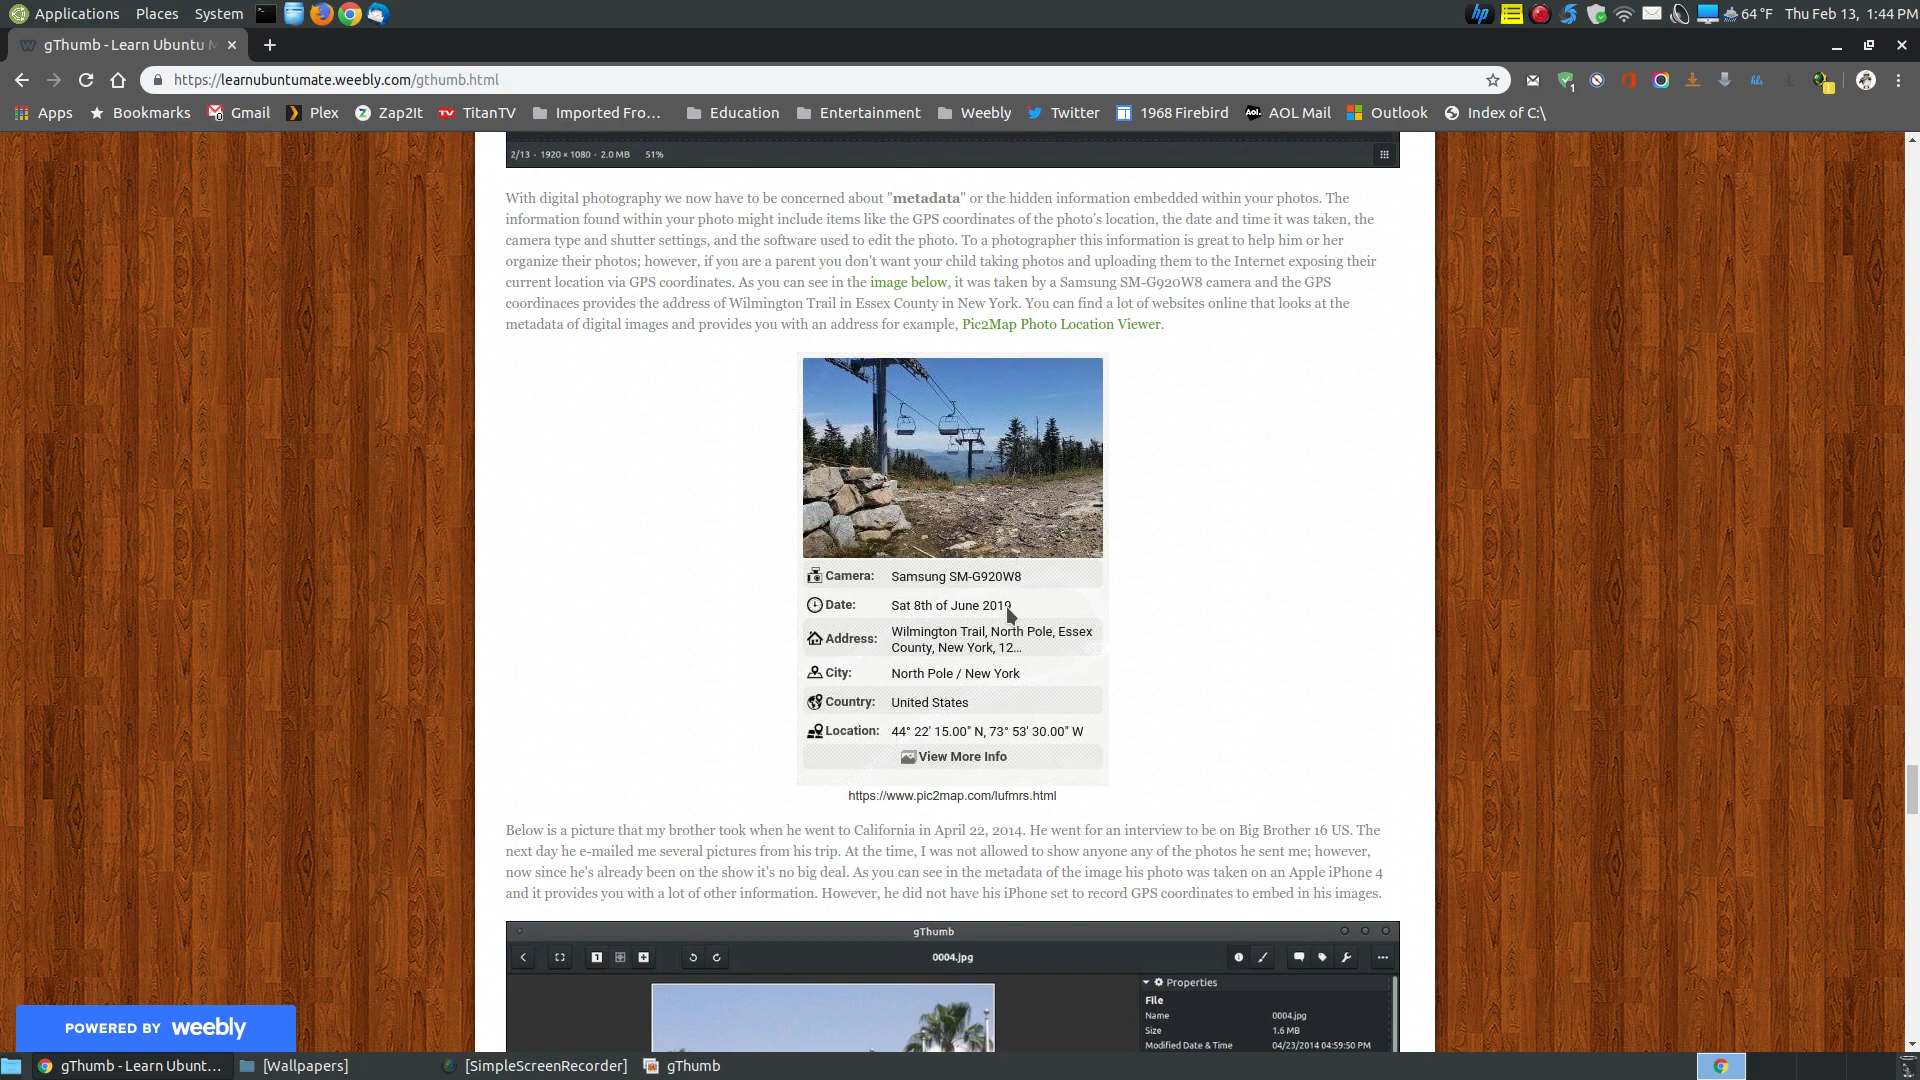 Applications Places System
64 °F Thu Feb 13, 1:44 PM
gThumb - Learn Ubuntu M
https://learnubuntumate.weebly.com/gthumb.html
Apps Bookmarks Gmail Plex Zap2It TitanTV Imported Fro... Education Entertainment Weebly Twitter 1968 Firebird AOL Mail Outlook Index of C:\
2/13 - 1920 × 1080 - 2.0 MB 51%
With digital photography we now have to be concerned about "metadata" or the hidden information embedded within your photos. The
information found within your photo might include items like the GPS coordinates of the photo's location, the date and time it was taken, the
camera type and shutter settings, and the software used to edit the photo. To a photographer this information is great to help him or her
organize their photos; however, if you are a parent you don't want your child taking photos and uploading them to the Internet exposing their
current location via GPS coordinates. As you can see in the image below, it was taken by a Samsung SM-G920W8 camera and the GPS
coordinaces provides the address of Wilmington Trail in Essex County in New York. You can find a lot of websites online that looks at the
metadata of digital images and provides you with an address for example, Pic2Map Photo Location Viewer.
Camera: Samsung SM-G920W8
Date: Sat 8th of June 2019
Address: Wilmington Trail, North Pole, Essex
County, New York, 12...
City: North Pole / New York
Country: United States
Location: 44° 22' 15.00" N, 73° 53' 30.00" W
View More Info
https://www.pic2map.com/lufmrs.html
Below is a picture that my brother took when he went to California in April 22, 2014. He went for an interview to be on Big Brother 16 US. The
next day he e-mailed me several pictures from his trip. At the time, I was not allowed to show anyone any of the photos he sent me; however,
now since he's already been on the show it's no big deal. As you can see in the metadata of the image his photo was taken on an Apple iPhone 4
and it provides you with a lot of other information. However, he did not have his iPhone set to record GPS coordinates to embed in his images.
gThumb
0004.jpg
Properties
File
Name 0004.jpg
Size 1.6 MB
Modified Date & Time 04/23/2014 04:59:50 PM
POWERED BY weebly
gThumb - Learn Ubunt... [Wallpapers] [SimpleScreenRecorder] gThumb